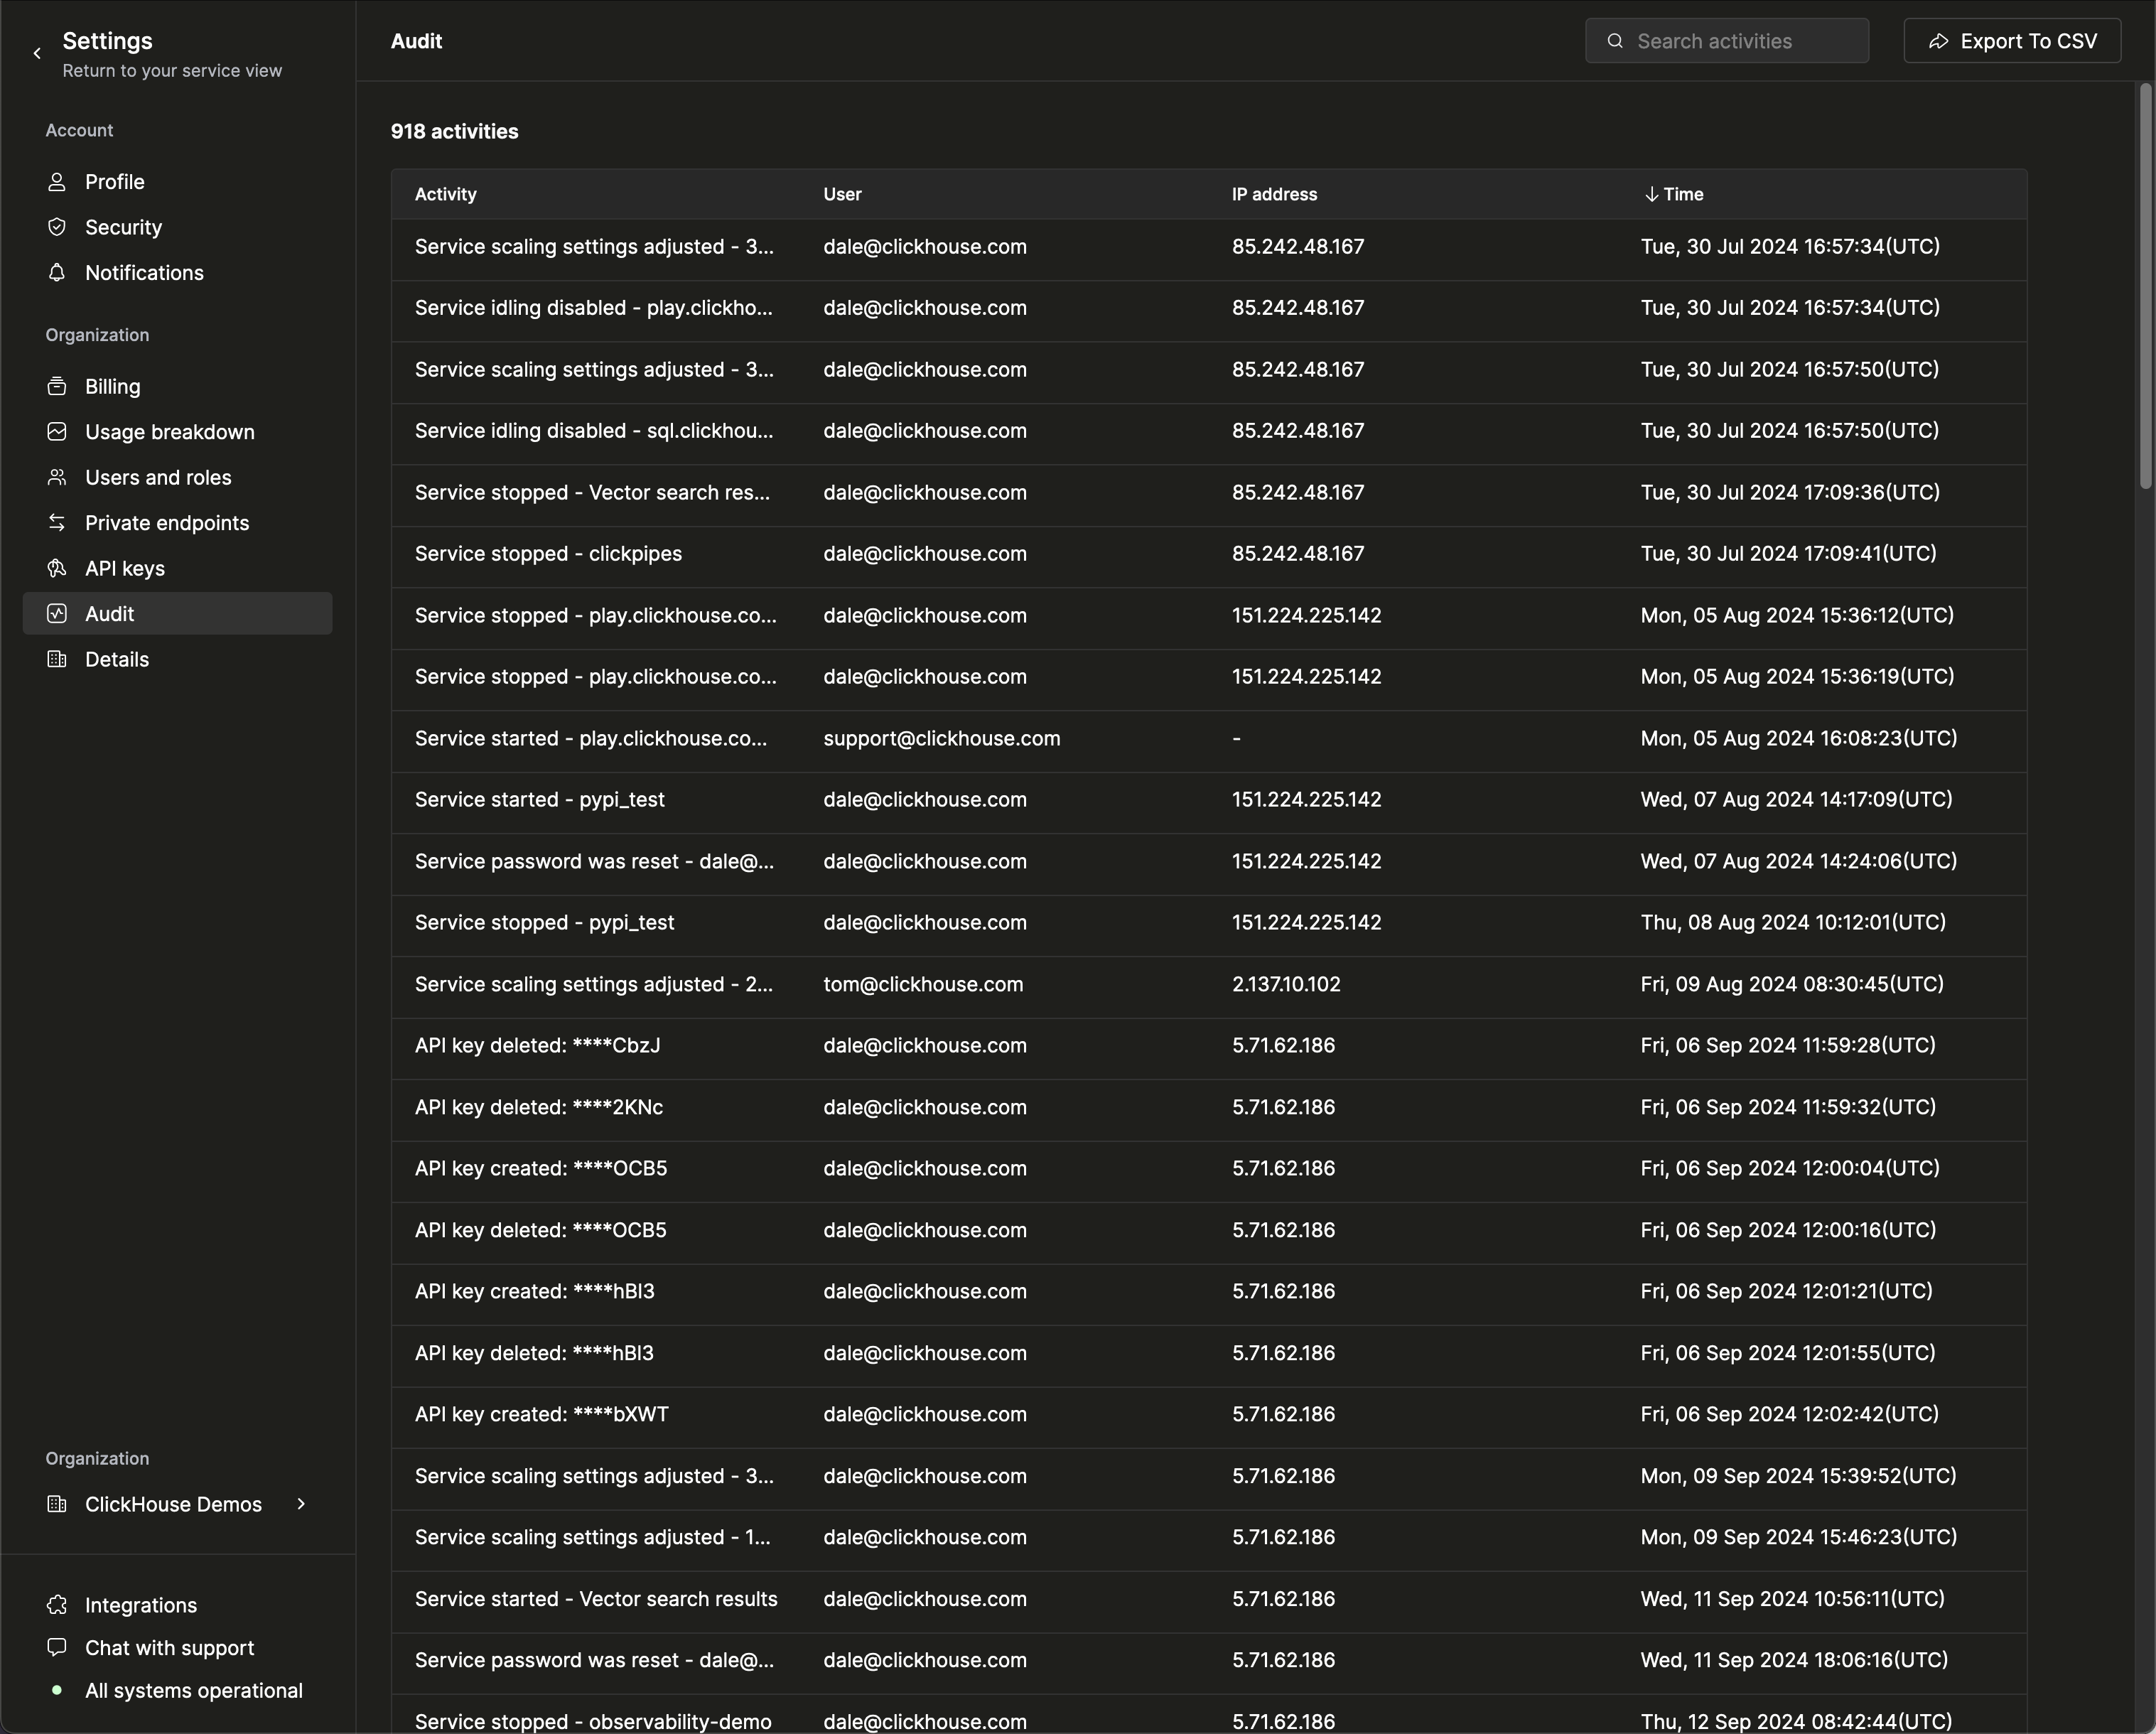 Settings
Return to your service view
Account
Profile
Security
Notifications
Organization
Billing
Usage breakdown
Users and roles
Private endpoints
API keys
Audit
Details
Organization
ClickHouse Demos
Integrations
Chat with support
All systems operational
Audit
Search activities
Export To CSV
918 activities
Activity User IP address Time
Service scaling settings adjusted - 3... dale@clickhouse.com 85.242.48.167 Tue, 30 Jul 2024 16:57:34(UTC)
Service idling disabled - play.clickho... dale@clickhouse.com 85.242.48.167 Tue, 30 Jul 2024 16:57:34(UTC)
Service scaling settings adjusted - 3... dale@clickhouse.com 85.242.48.167 Tue, 30 Jul 2024 16:57:50(UTC)
Service idling disabled - sql.clickhou... dale@clickhouse.com 85.242.48.167 Tue, 30 Jul 2024 16:57:50(UTC)
Service stopped - Vector search res... dale@clickhouse.com 85.242.48.167 Tue, 30 Jul 2024 17:09:36(UTC)
Service stopped - clickpipes dale@clickhouse.com 85.242.48.167 Tue, 30 Jul 2024 17:09:41(UTC)
Service stopped - play.clickhouse.co... dale@clickhouse.com 151.224.225.142 Mon, 05 Aug 2024 15:36:12(UTC)
Service stopped - play.clickhouse.co... dale@clickhouse.com 151.224.225.142 Mon, 05 Aug 2024 15:36:19(UTC)
Service started - play.clickhouse.co... support@clickhouse.com - Mon, 05 Aug 2024 16:08:23(UTC)
Service started - pypi_test dale@clickhouse.com 151.224.225.142 Wed, 07 Aug 2024 14:17:09(UTC)
Service password was reset - dale@... dale@clickhouse.com 151.224.225.142 Wed, 07 Aug 2024 14:24:06(UTC)
Service stopped - pypi_test dale@clickhouse.com 151.224.225.142 Thu, 08 Aug 2024 10:12:01(UTC)
Service scaling settings adjusted - 2... tom@clickhouse.com 2.137.10.102 Fri, 09 Aug 2024 08:30:45(UTC)
API key deleted: ****CbzJ dale@clickhouse.com 5.71.62.186 Fri, 06 Sep 2024 11:59:28(UTC)
API key deleted: ****2KNc dale@clickhouse.com 5.71.62.186 Fri, 06 Sep 2024 11:59:32(UTC)
API key created: ****OCB5 dale@clickhouse.com 5.71.62.186 Fri, 06 Sep 2024 12:00:04(UTC)
API key deleted: ****OCB5 dale@clickhouse.com 5.71.62.186 Fri, 06 Sep 2024 12:00:16(UTC)
API key created: ****hBl3 dale@clickhouse.com 5.71.62.186 Fri, 06 Sep 2024 12:01:21(UTC)
API key deleted: ****hBl3 dale@clickhouse.com 5.71.62.186 Fri, 06 Sep 2024 12:01:55(UTC)
API key created: ****bXWT dale@clickhouse.com 5.71.62.186 Fri, 06 Sep 2024 12:02:42(UTC)
Service scaling settings adjusted - 3... dale@clickhouse.com 5.71.62.186 Mon, 09 Sep 2024 15:39:52(UTC)
Service scaling settings adjusted - 1... dale@clickhouse.com 5.71.62.186 Mon, 09 Sep 2024 15:46:23(UTC)
Service started - Vector search results dale@clickhouse.com 5.71.62.186 Wed, 11 Sep 2024 10:56:11(UTC)
Service password was reset - dale@... dale@clickhouse.com 5.71.62.186 Wed, 11 Sep 2024 18:06:16(UTC)
Service stopped - observability-demo dale@clickhouse.com 5.71.62.186 Thu, 12 Sep 2024 08:42:44(UTC)